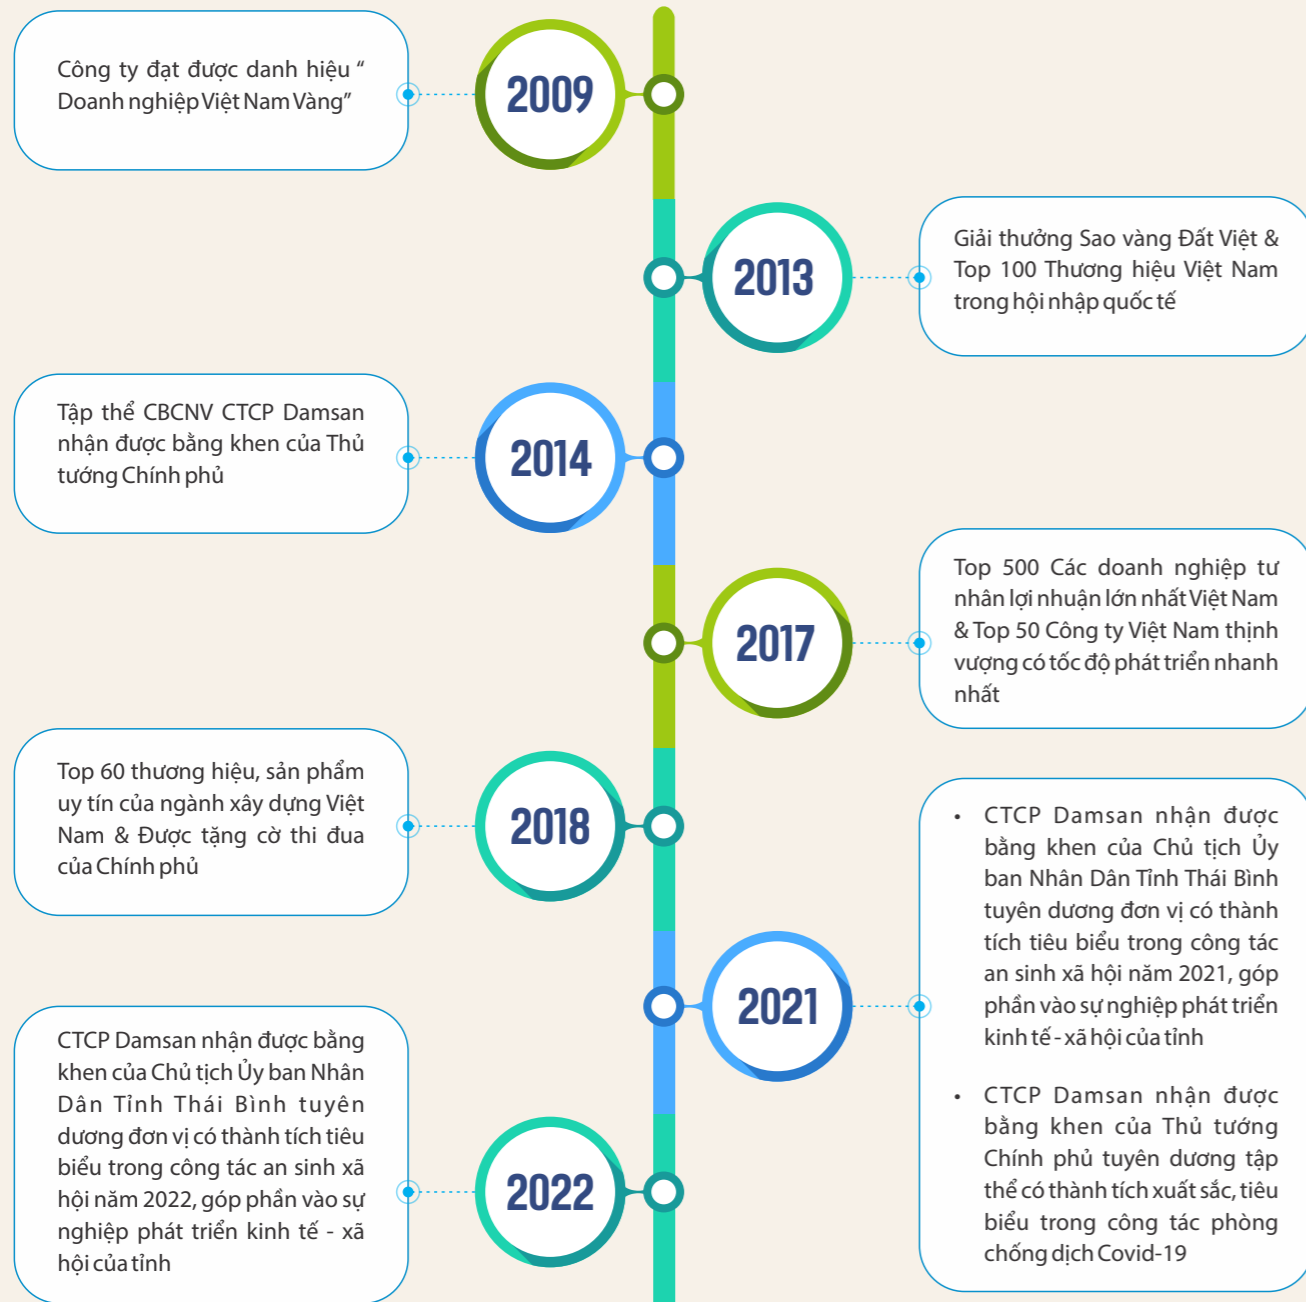 Công ty đạt được danh hiệu “
Doanh nghiệp Việt Nam Vàng”
2009
2013
Giải thưởng Sao vàng Đất Việt &
Top 100 Thương hiệu Việt Nam
trong hội nhập quốc tế
Tập thể CBCNV CTCP Damsan
nhận được bằng khen của Thủ
tướng Chính phủ
2014
2017
Top 500 Các doanh nghiệp tư
nhân lợi nhuận lớn nhất Việt Nam
& Top 50 Công ty Việt Nam thịnh
vượng có tốc độ phát triển nhanh
nhất
Top 60 thương hiệu, sản phẩm
uy tín của ngành xây dựng Việt
Nam & Được tặng cờ thi đua
của Chính phủ
2018
2021
• CTCP Damsan nhận được
bằng khen của Chủ tịch Ủy
ban Nhân Dân Tỉnh Thái Bình
tuyên dương đơn vị có thành
tích tiêu biểu trong công tác
an sinh xã hội năm 2021, góp
phần vào sự nghiệp phát triển
kinh tế - xã hội của tỉnh
• CTCP Damsan nhận được
bằng khen của Thủ tướng
Chính phủ tuyên dương tập
thể có thành tích xuất sắc, tiêu
biểu trong công tác phòng
chống dịch Covid-19
CTCP Damsan nhận được bằng
khen của Chủ tịch Ủy ban Nhân
Dân Tỉnh Thái Bình tuyên
dương đơn vị có thành tích tiêu
biểu trong công tác an sinh xã
hội năm 2022, góp phần vào sự
nghiệp phát triển kinh tế - xã
hội của tỉnh
2022